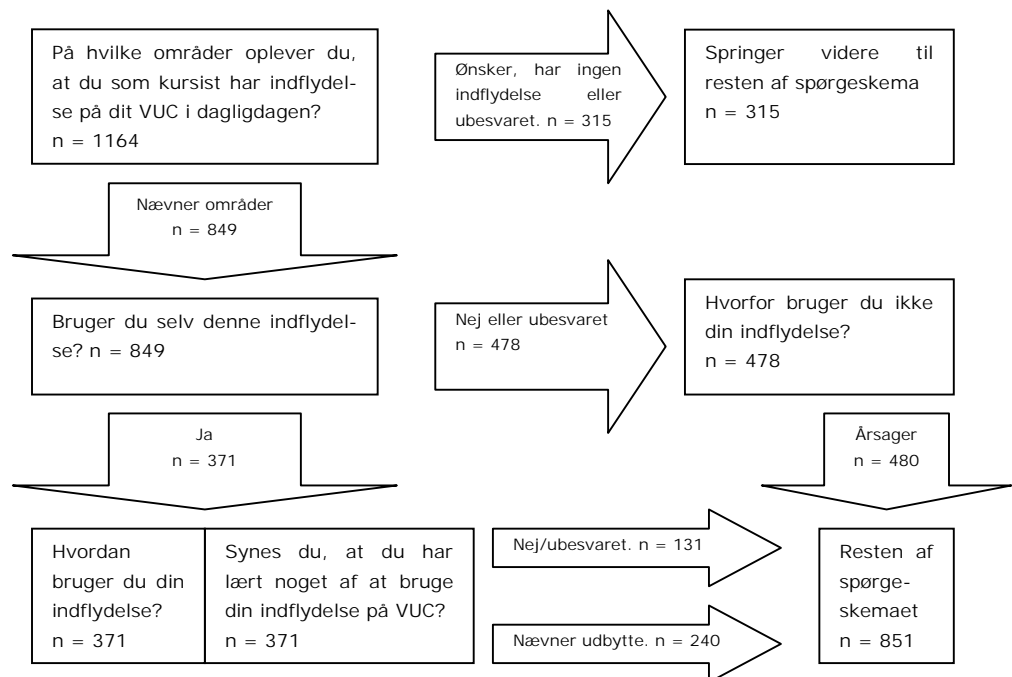 På hvilke områder oplever du,
at du som kursist har indflydel-
se på dit VUC i dagligdagen?
n = 1164
Ønsker, har ingen
indflydelse eller
ubesvaret. n = 315
Springer videre til
resten af spørgeskema
n = 315
Nævner områder
n = 849
Bruger du selv denne indflydel-
se? n = 849
Nej eller ubesvaret
n = 478
Hvorfor bruger du ikke
din indflydelse?
n = 478
Ja
n = 371
Årsager
n = 480
Hvordan
bruger du din
indflydelse?
n = 371
Synes du, at du har
lært noget af at bruge
din indflydelse på VUC?
n = 371
Nej/ubesvaret. n = 131
Nævner udbytte. n = 240
Resten af
spørge-
skemaet
n = 851